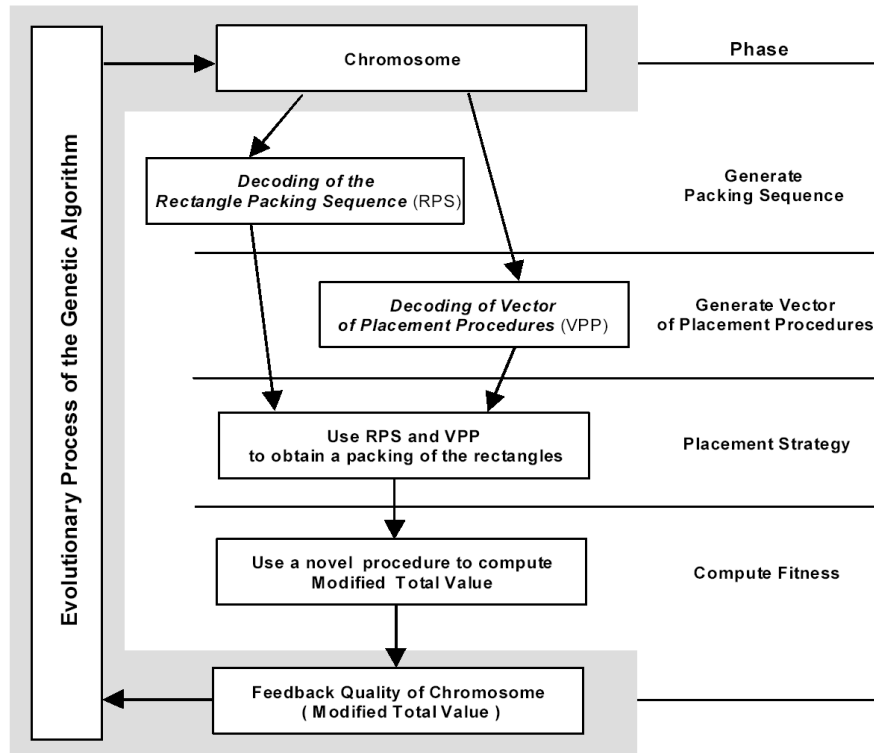 Evolutionary Process of the Genetic Algorithm
Chromosome
Phase
Decoding of the
Rectangle Packing Sequence (RPS)
Generate
Packing Sequence
Decoding of Vector
of Placement Procedures (VPP)
Generate Vector
of Placement Procedures
Use RPS and VPP
to obtain a packing of the rectangles
Placement Strategy
Use a novel procedure to compute
Modified Total Value
Compute Fitness
Feedback Quality of Chromosome
( Modified Total Value )